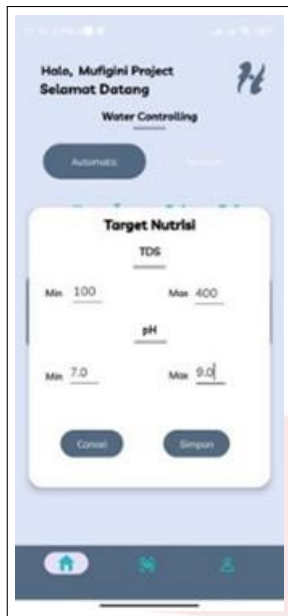 Halo, Mufigini Project
Selamat Datang
Water Controlling
Automatic
Target Nutrisi
TDS
Min 100 Max 400
pH
Min 7.0 Max 9.0
Cancel Simpan